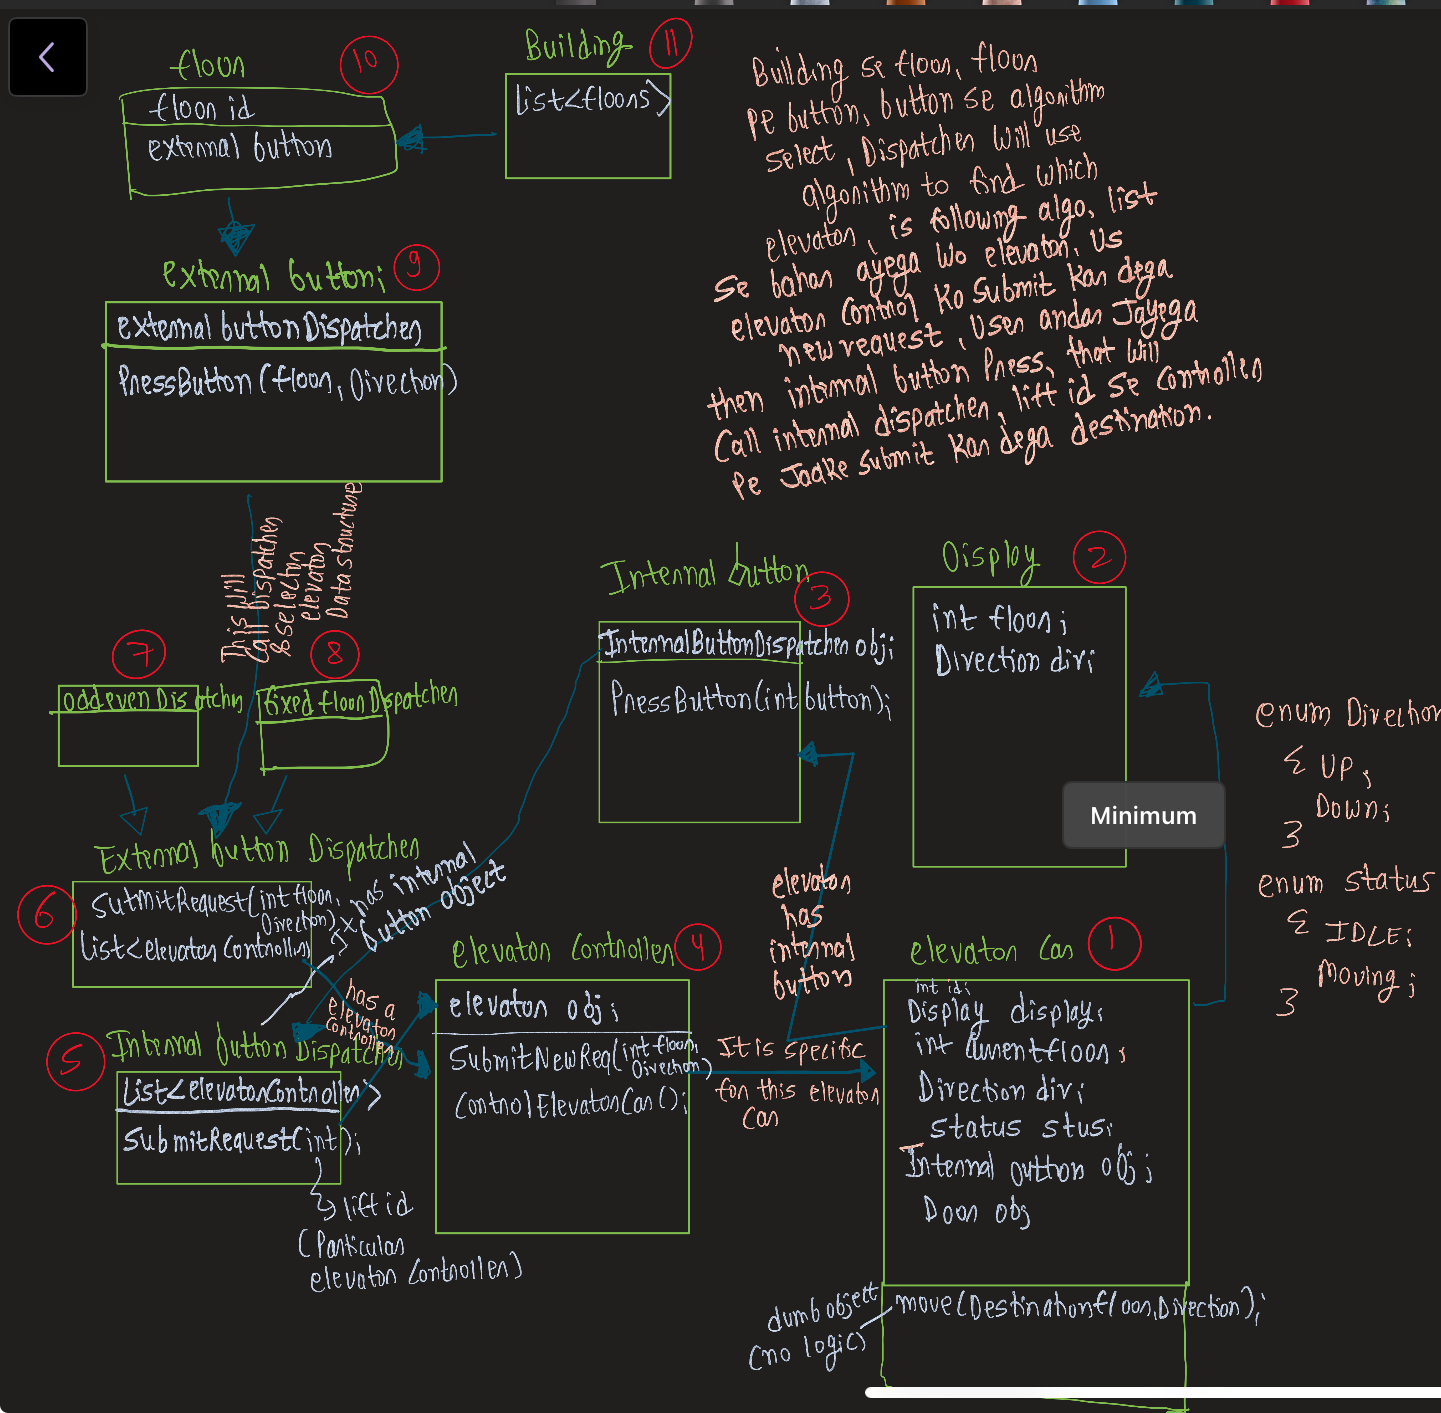 floor
10
floor id
external button
Building
11
List<floors>
Building se floor, floor
pe button, button se algorithm
select, Dispatcher will use
algorithm to find which
elevator, is following algo, list
se bahar ayega wo elevator, us
elevator control ko submit kar dega
new request, user andar Jayega
then internal button press, that will
call internal dispatcher, lift id se controller
pe Jaake submit kar dega destination.
external button;
9
external button Dispatcher
PressButton(floor, Direction)
This will
call Dispatcher
& selector
elevator
Data structure
7
oddeven Dispatcher
8
fixed floor Dispatcher
Internal button
3
InternalButtonDispatcher obj;
PressButton(int button);
Display
2
int floor;
Direction dir;
Minimum
enum Direction
{ UP,
Down;
}
enum status
{ IDLE;
Moving;
}
External button Dispatcher
6
SubmitRequest(int floor,
Direction);
List<elevator Controller>
It has internal
button object
has a
elevator
controller
elevator
has
internal
button
elevator Controller
4
elevator obj;
SubmitNewReq(int floor,
Direction)
ControlElevatorCar();
It is specific
for this elevator
Car
elevator Car
1
int id;
Display display;
int currentfloor;
Direction dir;
Status stus;
Internal button obj;
Door obj
move(Destinationfloor,Direction);
dumb object
(no logic)
5
Internal button Dispatcher
List<elevatorController>
SubmitRequest(int);
lift id
(Particular
elevator Controller)